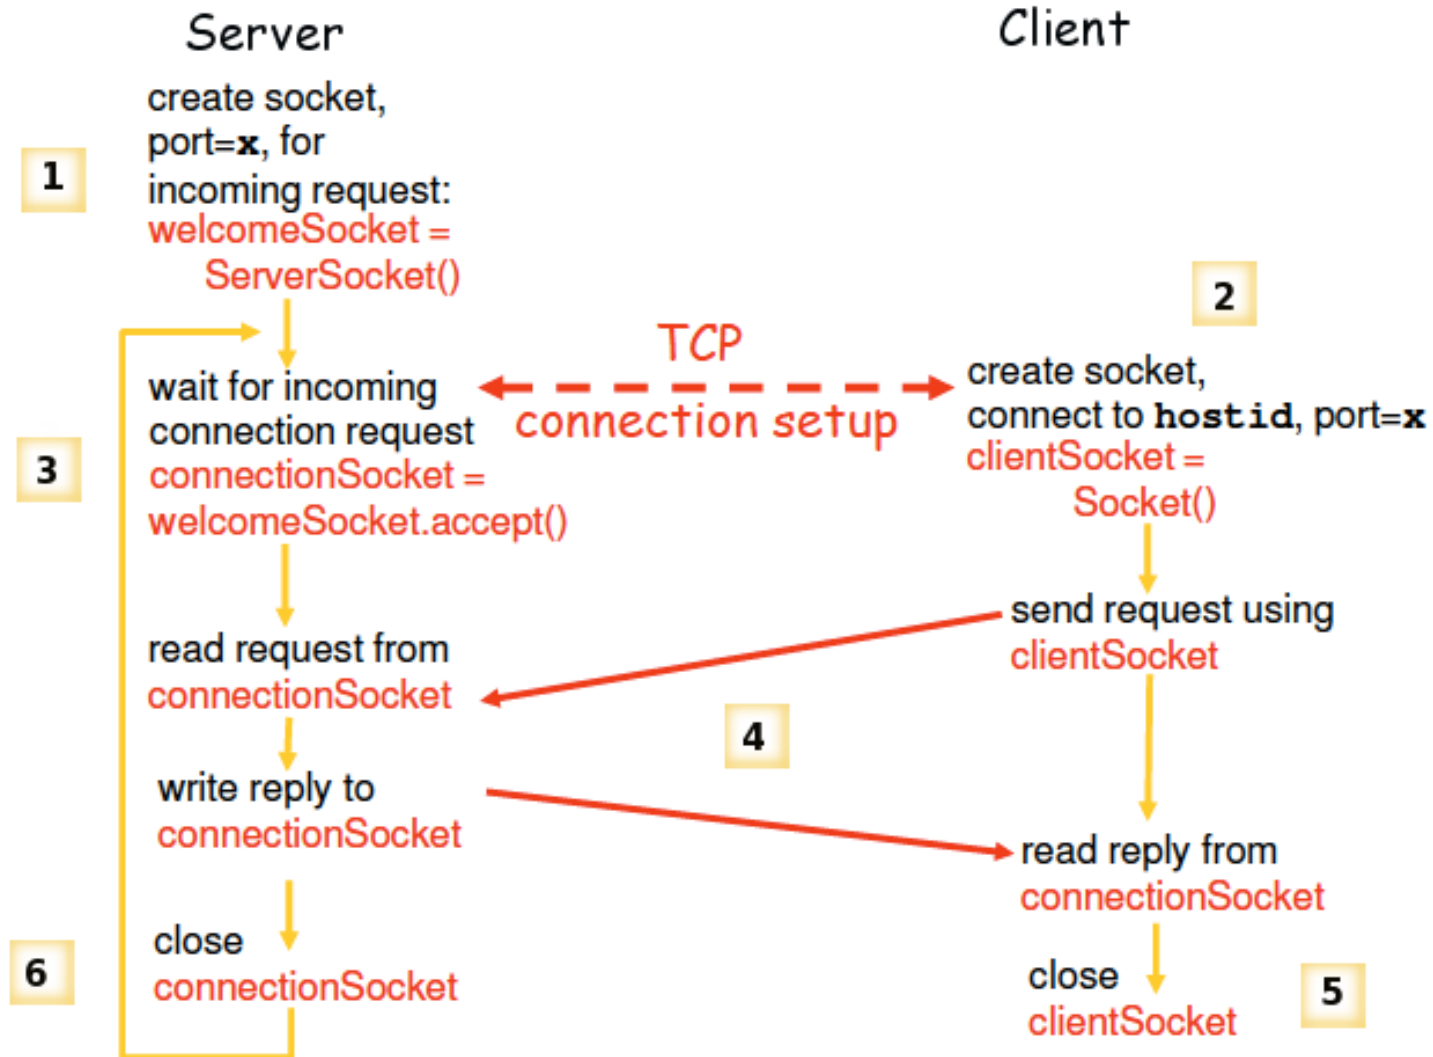 Server
Client
create socket,
port=x, for
incoming request:
welcomeSocket =
ServerSocket()
1
2
TCP
connection setup
wait for incoming
connection request
connectionSocket =
welcomeSocket.accept()
3
create socket,
connect to hostid, port=x
clientSocket =
Socket()
send request using
clientSocket
read request from
connectionSocket
4
write reply to
connectionSocket
read reply from
connectionSocket
close
connectionSocket
6
close
clientSocket
5